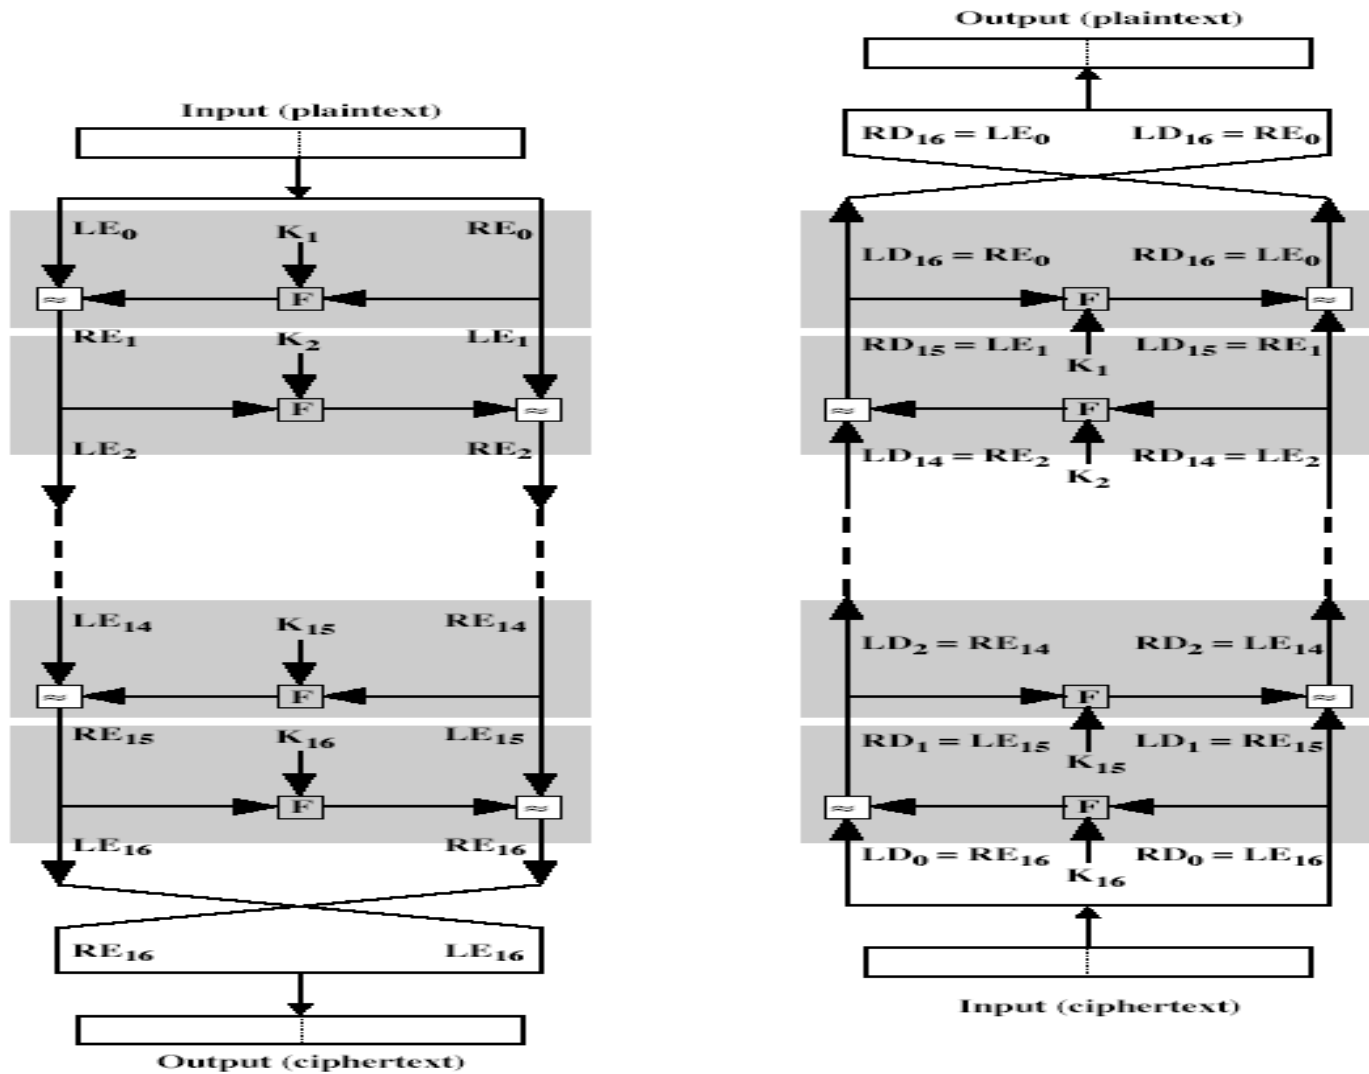 Input (plaintext)
LE₀ K₁ RE₀
≈ F
RE₁ K₂ LE₁
F ≈
LE₂ RE₂
LE₁₄ K₁₅ RE₁₄
≈ F
RE₁₅ K₁₆ LE₁₅
F ≈
LE₁₆ RE₁₆
RE₁₆ LE₁₆
Output (ciphertext)
Output (plaintext)
RD₁₆ = LE₀ LD₁₆ = RE₀
LD₁₆ = RE₀ RD₁₆ = LE₀
F ≈
RD₁₅ = LE₁ K₁ LD₁₅ = RE₁
≈ F
LD₁₄ = RE₂ K₂ RD₁₄ = LE₂
LD₂ = RE₁₄ RD₂ = LE₁₄
F ≈
RD₁ = LE₁₅ K₁₅ LD₁ = RE₁₅
≈ F
LD₀ = RE₁₆ K₁₆ RD₀ = LE₁₆
Input (ciphertext)